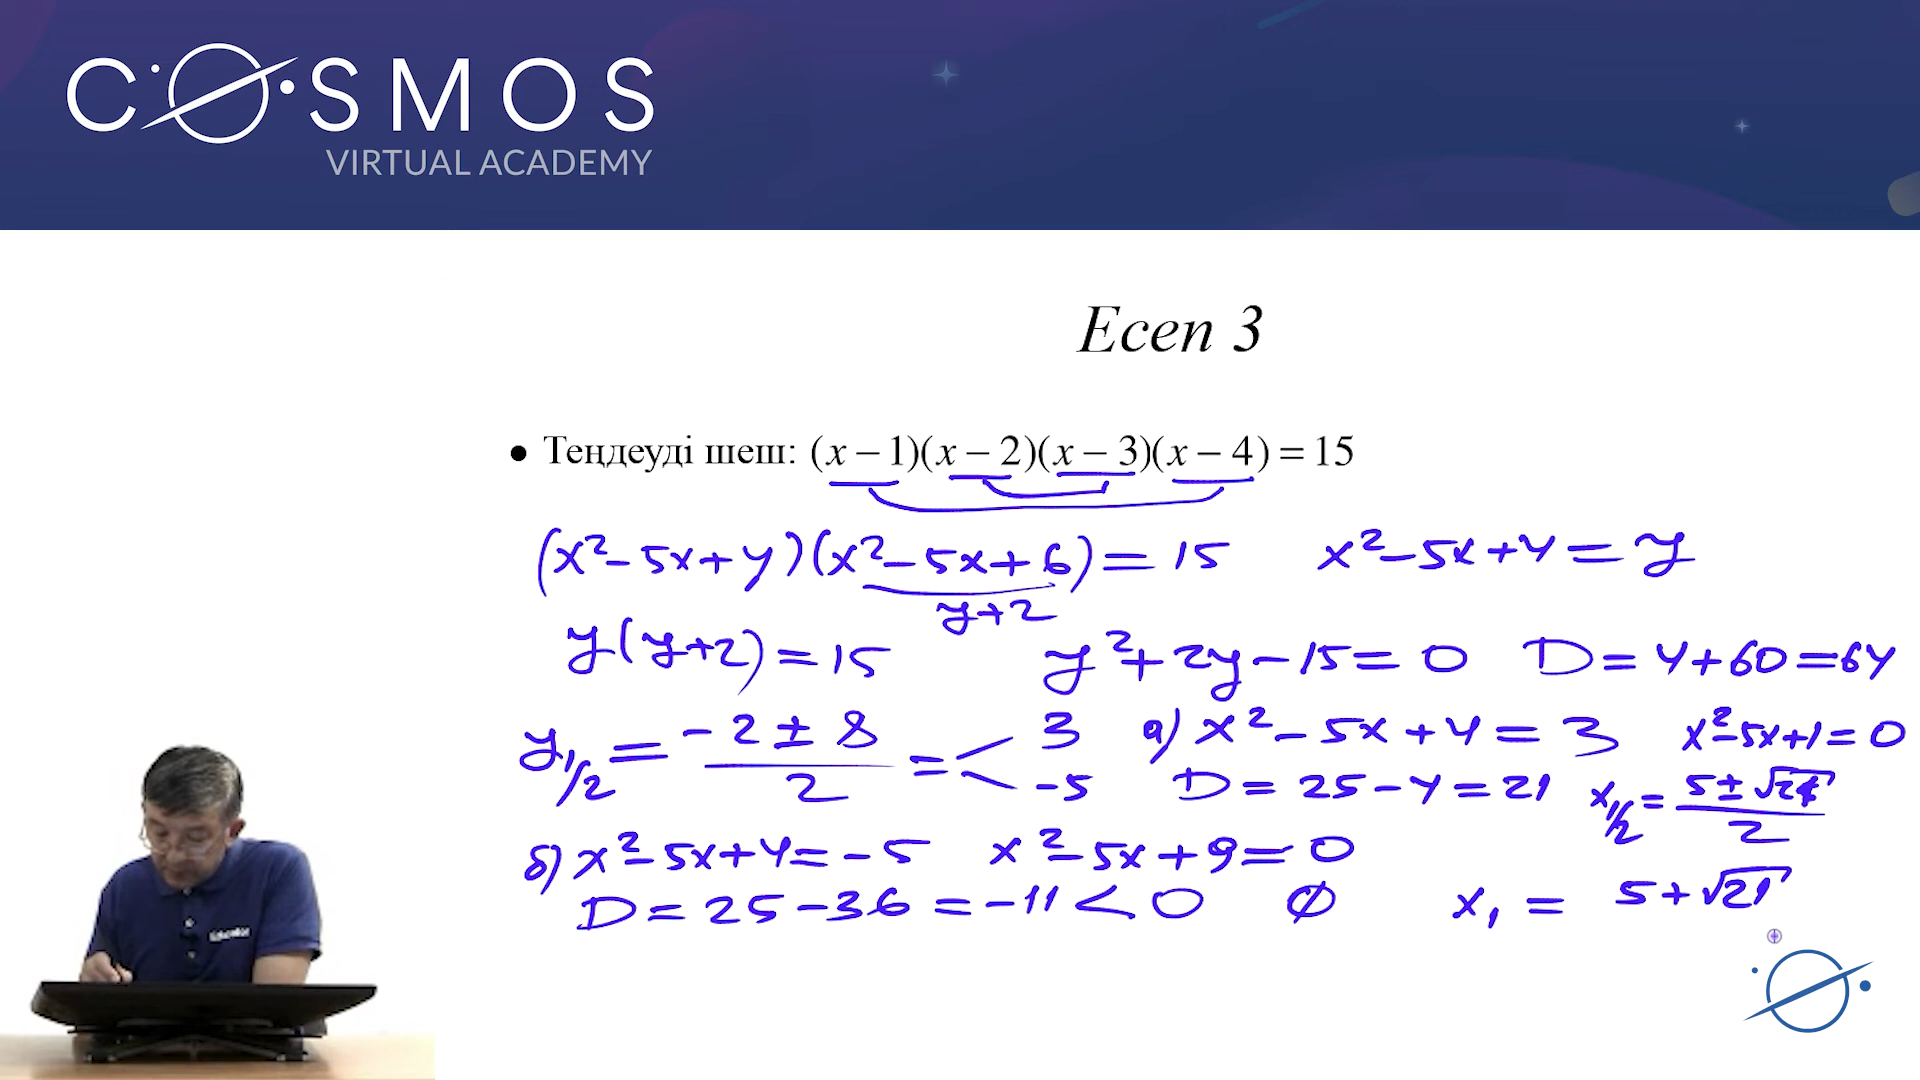 COSMOS
VIRTUAL ACADEMY
Есеп 3
• Теңдеуді шеш: (x − 1)(x − 2)(x − 3)(x − 4) = 15
(x² - 5x + 4)(x² - 5x + 6) = 15 x² - 5x + 4 = y
y + 2
y(y + 2) = 15 y² + 2y - 15 = 0 D = 4 + 60 = 64
y₁/₂ = (-2 ± 8)/2 = < 3 -5 а) x² - 5x + 4 = 3 x² - 5x + 1 = 0
D = 25 - 4 = 21 x₁/₂ = (5 ± √21)/2
б) x² - 5x + 4 = -5 x² - 5x + 9 = 0
D = 25 - 36 = -11 < 0 ∅ x₁ = 5 + √21